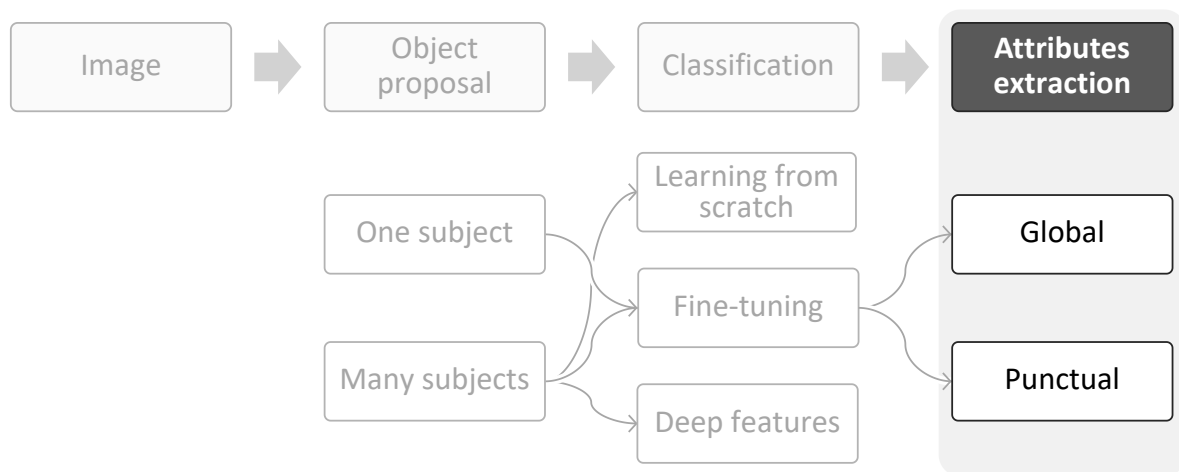 Image
Object
proposal
Classification
Attributes
extraction
One subject
Many subjects
Learning from
scratch
Fine-tuning
Deep features
Global
Punctual